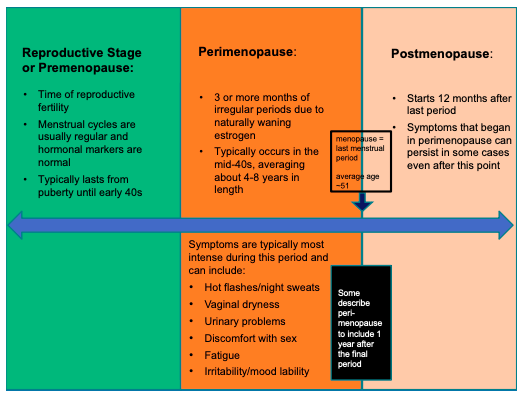 Reproductive Stage
or Premenopause:
• Time of reproductive
fertility
• Menstrual cycles are
usually regular and
hormonal markers are
normal
• Typically lasts from
puberty until early 40s
Perimenopause:
• 3 or more months of
irregular periods due to
naturally waning
estrogen
• Typically occurs in the
mid-40s, averaging
about 4-8 years in
length
menopause =
last menstrual
period
average age
~51
Postmenopause:
• Starts 12 months after
last period
• Symptoms that began
in perimenopause can
persist in some cases
even after this point
Symptoms are typically most
intense during this period and
can include:
• Hot flashes/night sweats
• Vaginal dryness
• Urinary problems
• Discomfort with sex
• Fatigue
• Irritability/mood lability
Some
describe
peri-
menopause
to include 1
year after
the final
period